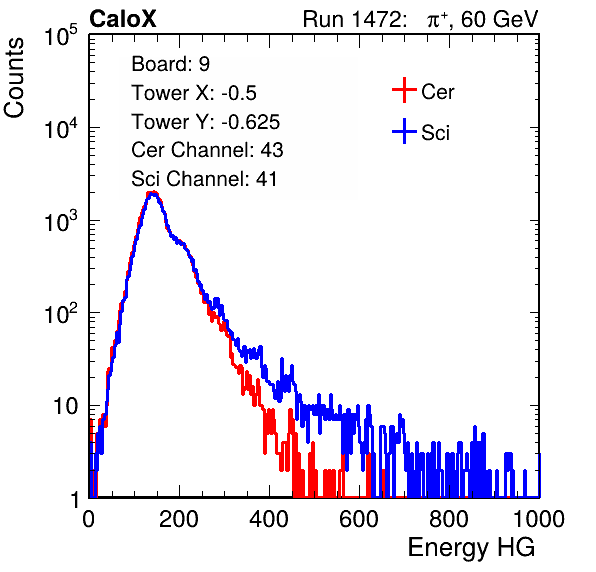 CaloX Run 1472: π⁺, 60 GeV
Counts
10⁵
10⁴
10³
10²
10
1
Board: 9
Tower X: -0.5
Tower Y: -0.625
Cer Channel: 43
Sci Channel: 41
Cer
Sci
0 200 400 600 800 1000
Energy HG